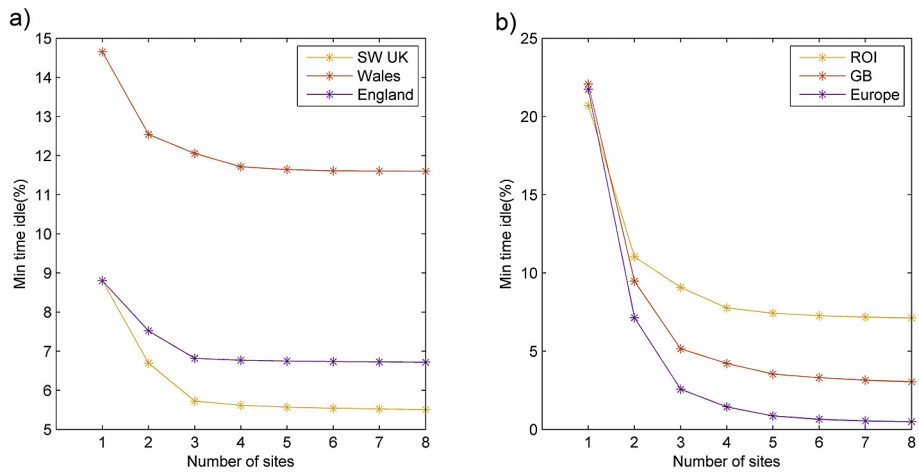 a)
15
14
13
12
11
10
9
8
7
6
5
Min time idle(%)
1 2 3 4 5 6 7 8
Number of sites
SW UK
Wales
England
b)
25
20
15
10
5
0
Min time idle(%)
1 2 3 4 5 6 7 8
Number of sites
ROI
GB
Europe